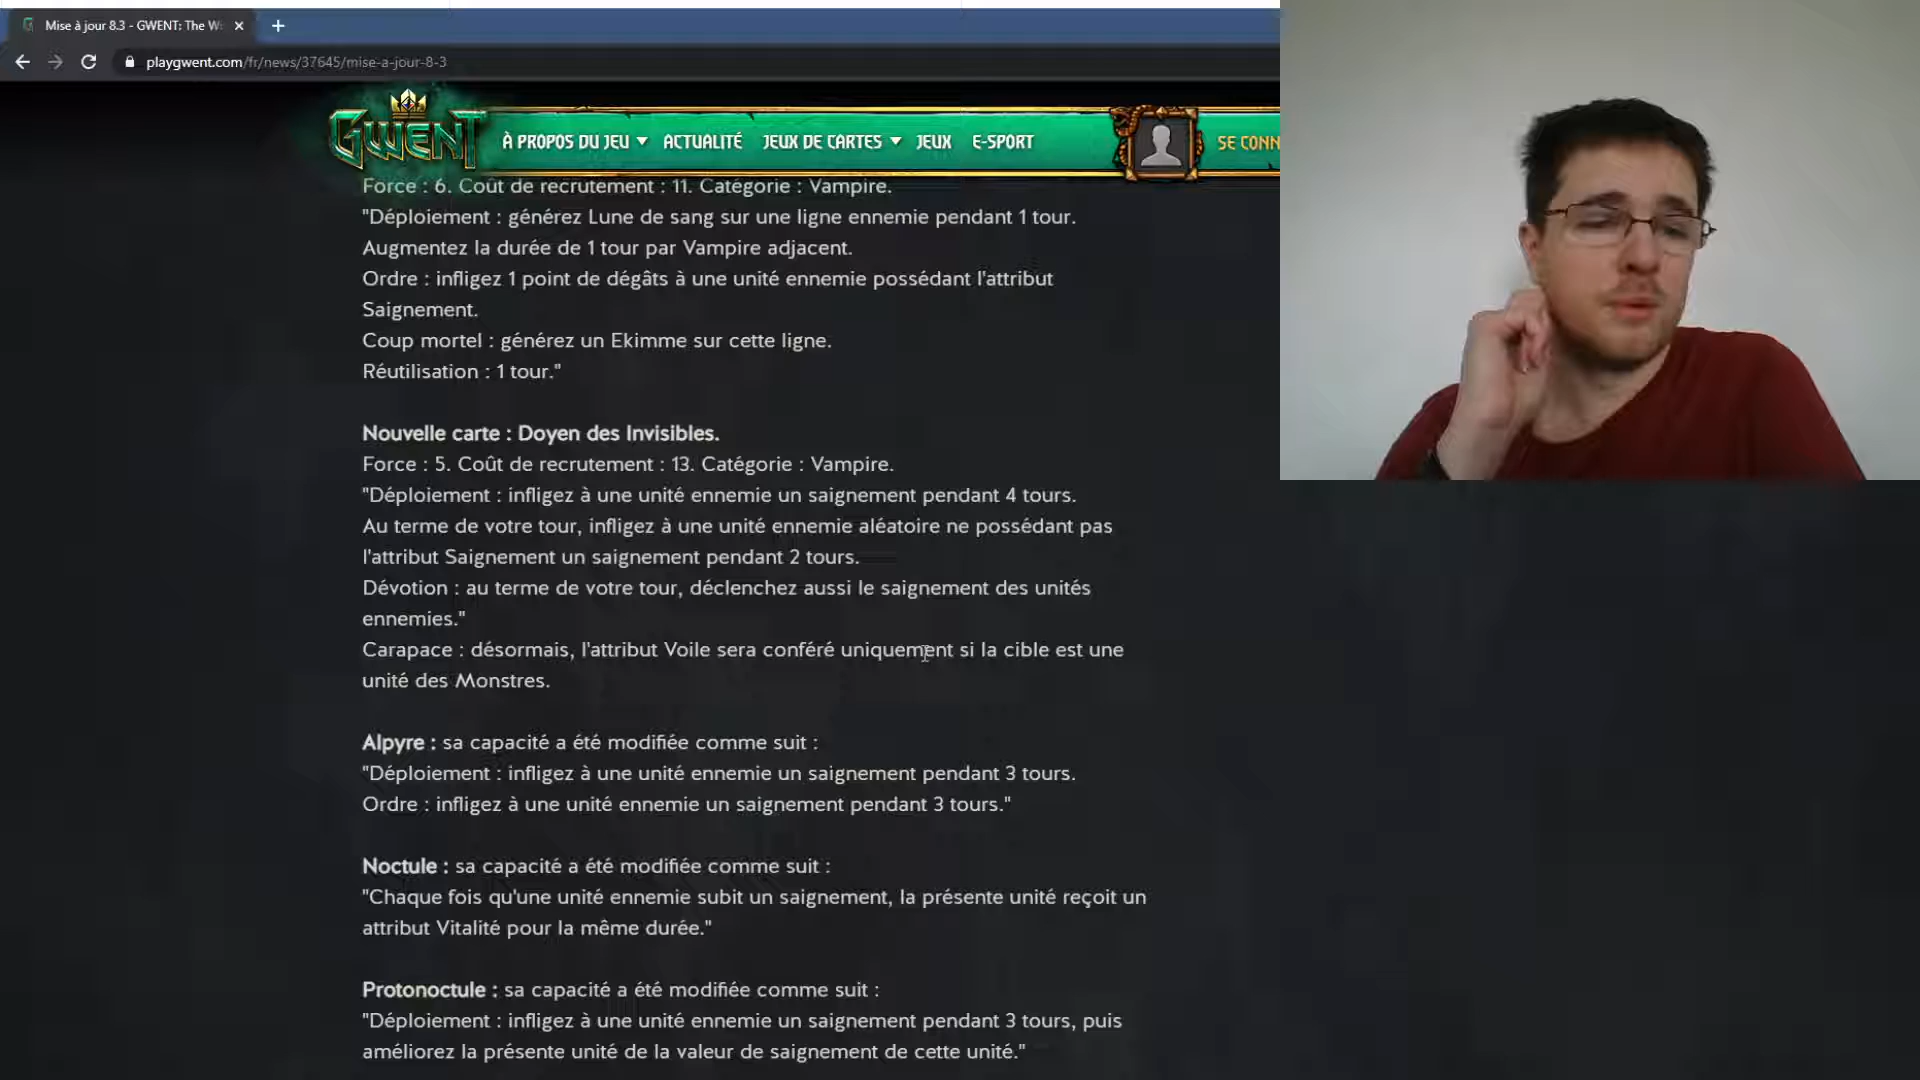 Mise à jour 8.3 - GWENT: The Wi
playgwent.com/fr/news/37645/mise-a-jour-8-3
GWENT
À PROPOS DU JEU
ACTUALITÉ
JEUX DE CARTES
JEUX
E-SPORT
SE CONN
Force : 6. Coût de recrutement : 11. Catégorie : Vampire.
"Déploiement : générez Lune de sang sur une ligne ennemie pendant 1 tour.
Augmentez la durée de 1 tour par Vampire adjacent.
Ordre : infligez 1 point de dégâts à une unité ennemie possédant l'attribut
Saignement.
Coup mortel : générez un Ekimme sur cette ligne.
Réutilisation : 1 tour."
Nouvelle carte : Doyen des Invisibles.
Force : 5. Coût de recrutement : 13. Catégorie : Vampire.
"Déploiement : infligez à une unité ennemie un saignement pendant 4 tours.
Au terme de votre tour, infligez à une unité ennemie aléatoire ne possédant pas
l'attribut Saignement un saignement pendant 2 tours.
Dévotion : au terme de votre tour, déclenchez aussi le saignement des unités
ennemies."
Carapace : désormais, l'attribut Voile sera conféré uniquement si la cible est une
unité des Monstres.
Alpyre : sa capacité a été modifiée comme suit :
"Déploiement : infligez à une unité ennemie un saignement pendant 3 tours.
Ordre : infligez à une unité ennemie un saignement pendant 3 tours."
Noctule : sa capacité a été modifiée comme suit :
"Chaque fois qu'une unité ennemie subit un saignement, la présente unité reçoit un
attribut Vitalité pour la même durée."
Protonoctule : sa capacité a été modifiée comme suit :
"Déploiement : infligez à une unité ennemie un saignement pendant 3 tours, puis
améliorez la présente unité de la valeur de saignement de cette unité."